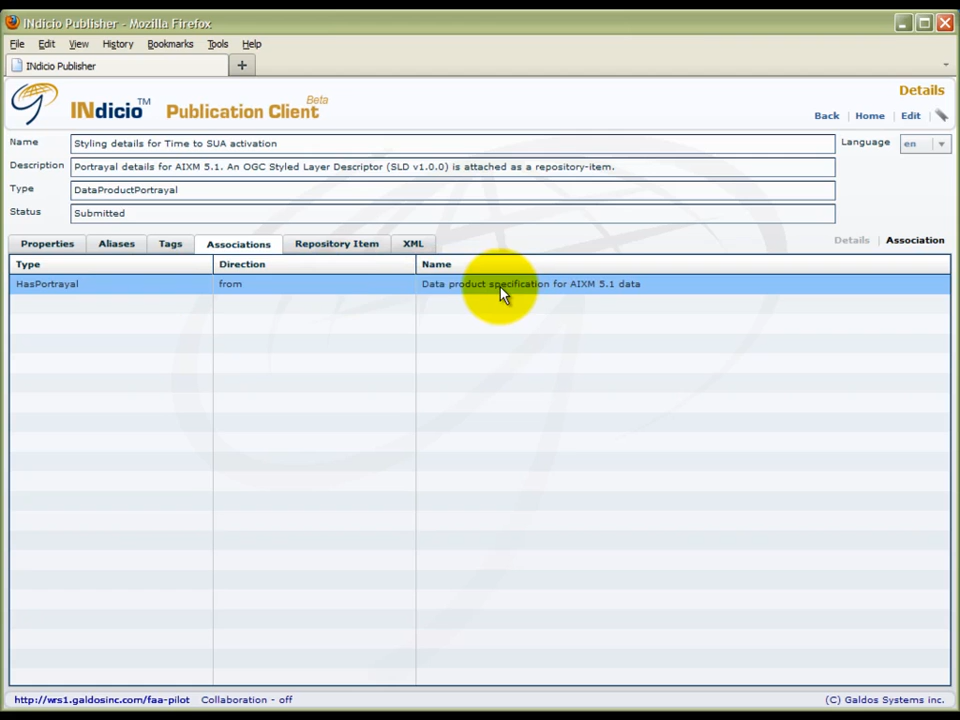 INdicio Publisher - Mozilla Firefox
File Edit View History Bookmarks Tools Help
INdicio Publisher +
INdicio™ Publication Client Beta
Details
Back | Home | Edit
Name Styling details for Time to SUA activation Language en
Description Portrayal details for AIXM 5.1. An OGC Styled Layer Descriptor (SLD v1.0.0) is attached as a repository-item.
Type DataProductPortrayal
Status Submitted
Properties Aliases Tags Associations Repository Item XML Details | Association
Type Direction Name
HasPortrayal from Data product specification for AIXM 5.1 data
http://wrs1.galdosinc.com/faa-pilot Collaboration - off (C) Galdos Systems inc.